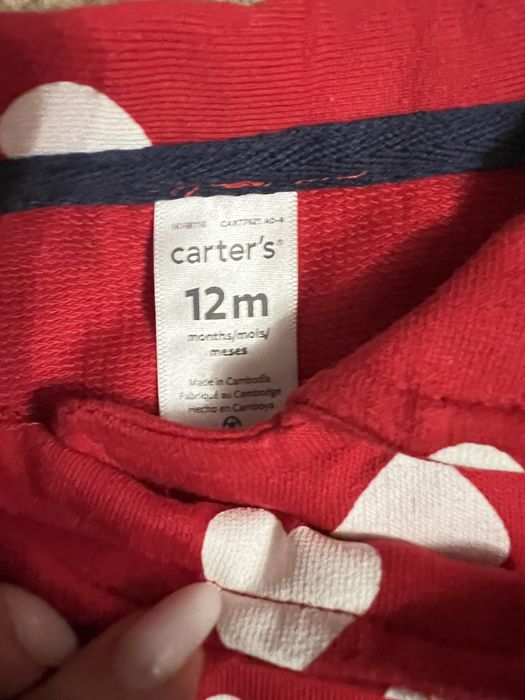 carter's
12m
months/mois/
meses
Made in Cambodia
Fabriqué au Cambodge
Hecho en Camboya